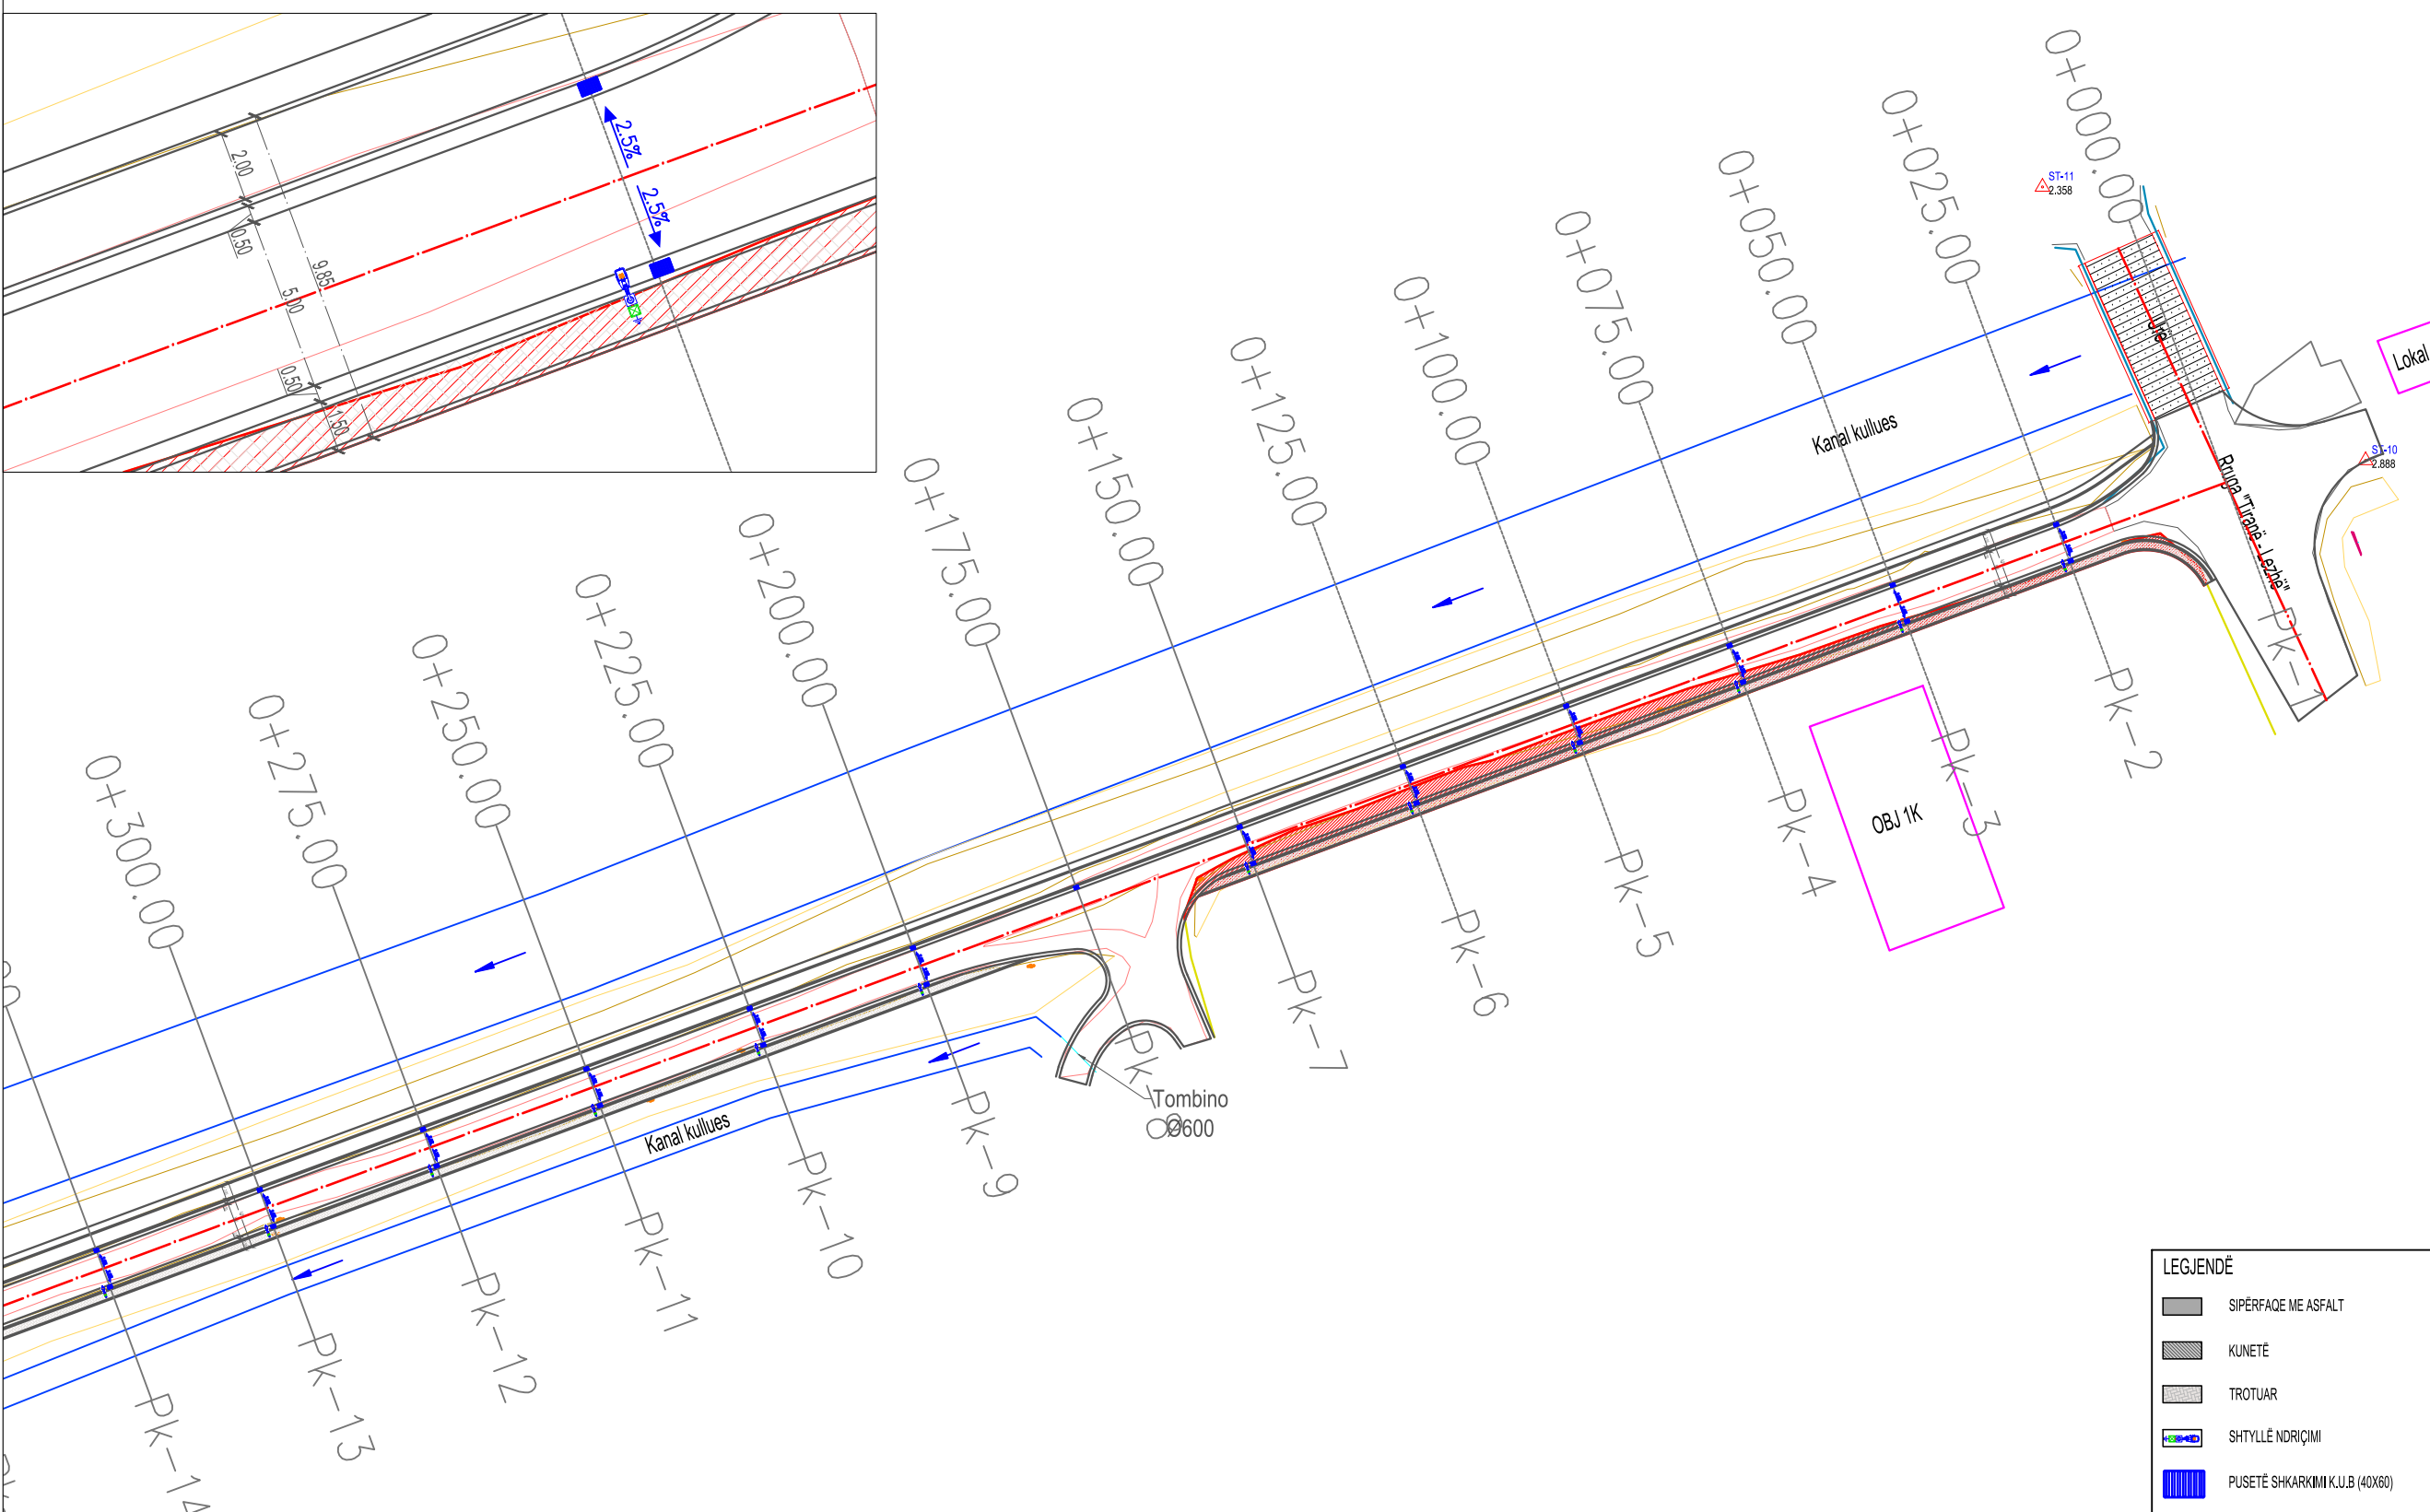 2.5%
2.5%
2.00
0.50
9.85
5.00
0.50
1.50
0+000.00
0+025.00
0+050.00
0+075.00
0+100.00
0+125.00
0+150.00
0+175.00
0+200.00
0+225.00
0+250.00
0+275.00
0+300.00
ST-11
2.358
Urë
Lokal
ST-10
2.888
Kanal kullues
Rruga "Tiranë - Lezhë"
PK-1
PK-2
PK-3
PK-4
PK-5
PK-6
PK-7
PK-8
PK-9
PK-10
PK-11
PK-12
PK-13
PK-14
OBJ 1K
Tombino
Ø600
Kanal kullues
LEGJENDË
SIPËRFAQE ME ASFALT
KUNETË
TROTUAR
SHTYLLË NDRIÇIMI
PUSETË SHKARKIMI K.U.B (40X60)